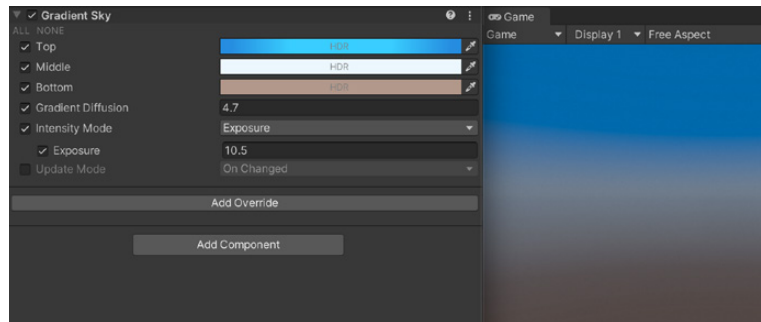 Gradient Sky
Game
ALL NONE
Game Display 1 Free Aspect
Top HDR
Middle HDR
Bottom HDR
Gradient Diffusion 4.7
Intensity Mode Exposure
Exposure 10.5
Update Mode On Changed
Add Override
Add Component